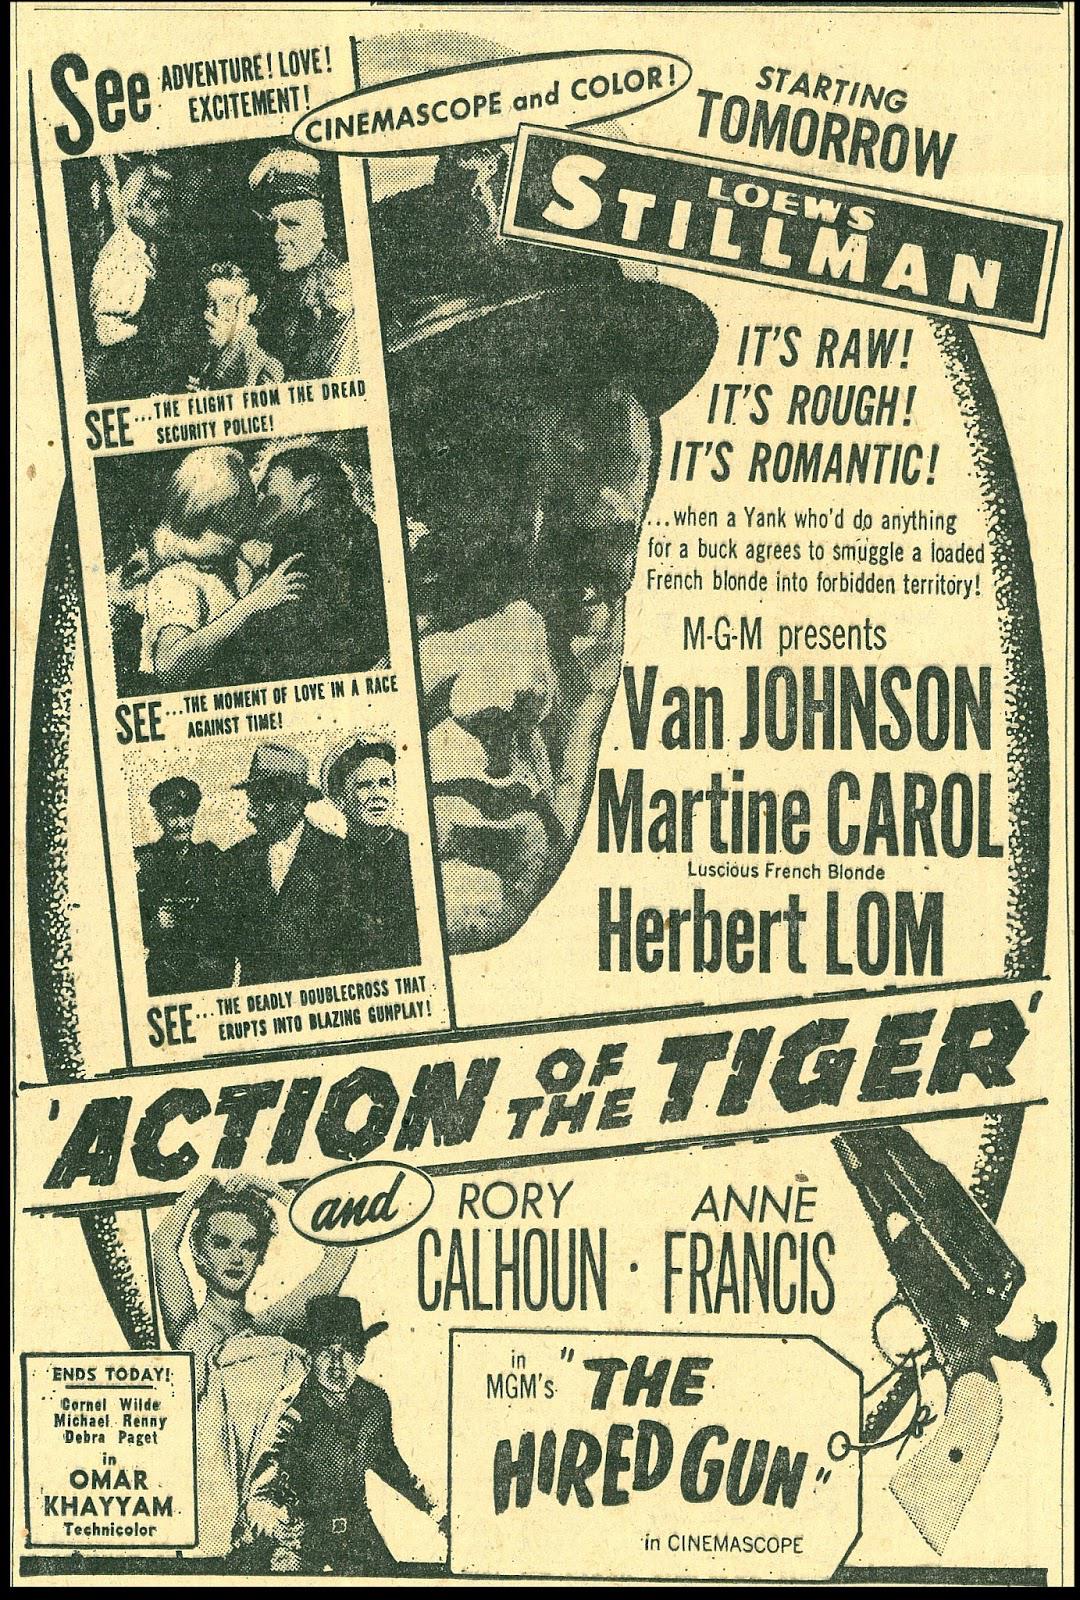 See ADVENTURE! LOVE!
EXCITEMENT!
CINEMASCOPE and COLOR!
STARTING
TOMORROW
LOEWS
STILLMAN
SEE...THE FLIGHT FROM THE DREAD
SECURITY POLICE!
SEE...THE MOMENT OF LOVE IN A RACE
AGAINST TIME!
SEE...THE DEADLY DOUBLECROSS THAT
ERUPTS INTO BLAZING GUNPLAY!
IT'S RAW!
IT'S ROUGH!
IT'S ROMANTIC!
...when a Yank who'd do anything
for a buck agrees to smuggle a loaded
French blonde into forbidden territory!
M-G-M presents
Van JOHNSON
Martine CAROL
Luscious French Blonde
Herbert LOM
'ACTION OF THE TIGER'
and
RORY
CALHOUN · 
ANNE
FRANCIS
in
MGM's "THE
HIRED GUN"
in CINEMASCOPE
ENDS TODAY!
Cornel Wilde
Michael Renny
Debra Paget
in
OMAR
KHAYYAM
Technicolor